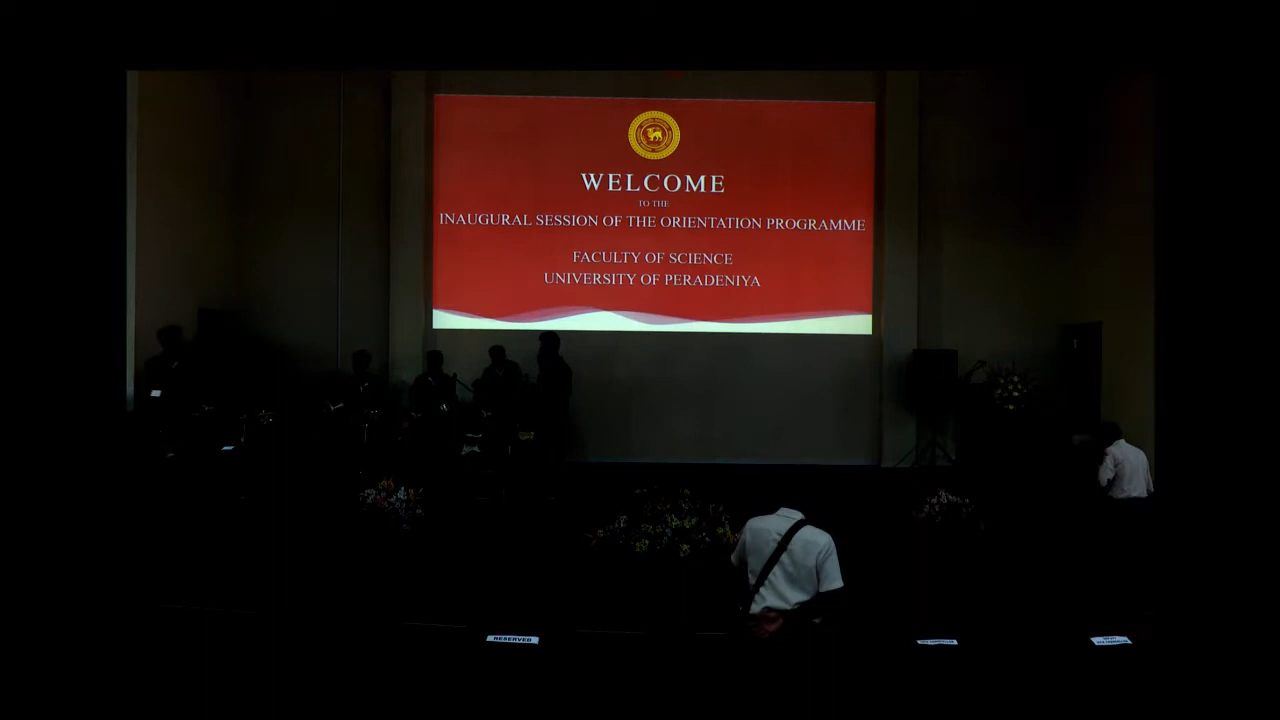 WELCOME
TO THE
INAUGURAL SESSION OF THE ORIENTATION PROGRAMME
FACULTY OF SCIENCE
UNIVERSITY OF PERADENIYA
RESERVED